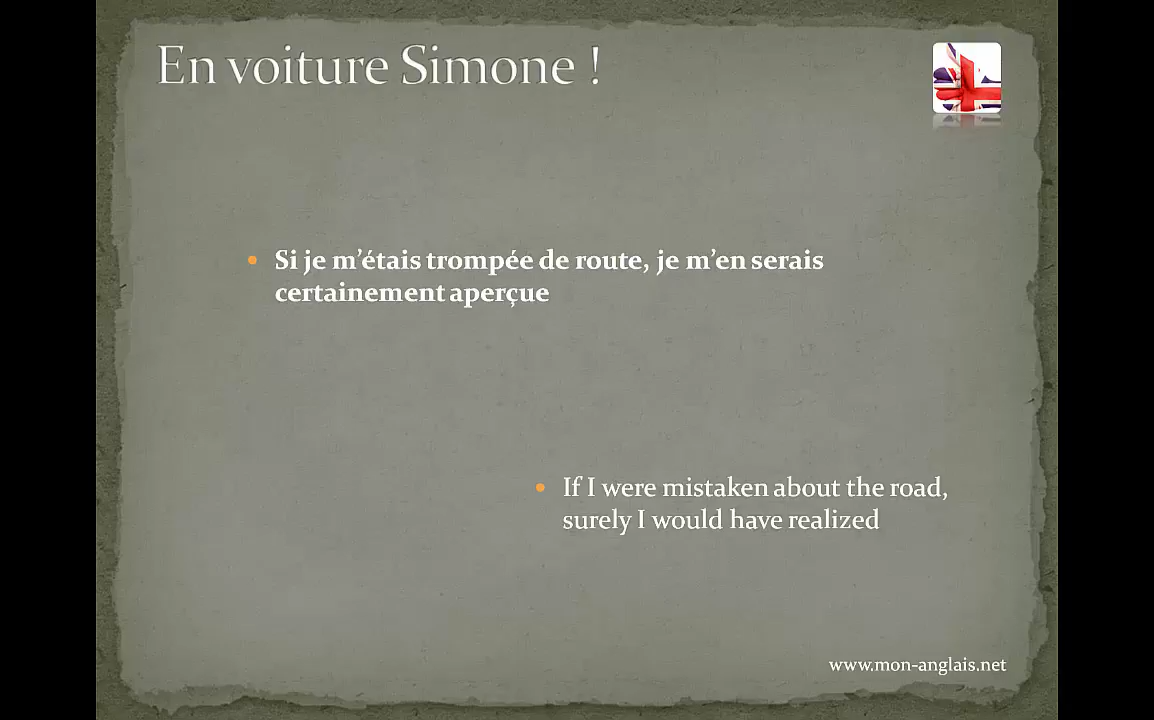 En voiture Simone !
Si je m’étais trompée de route, je m’en serais
certainement aperçue
If I were mistaken about the road,
surely I would have realized
www.mon-anglais.net